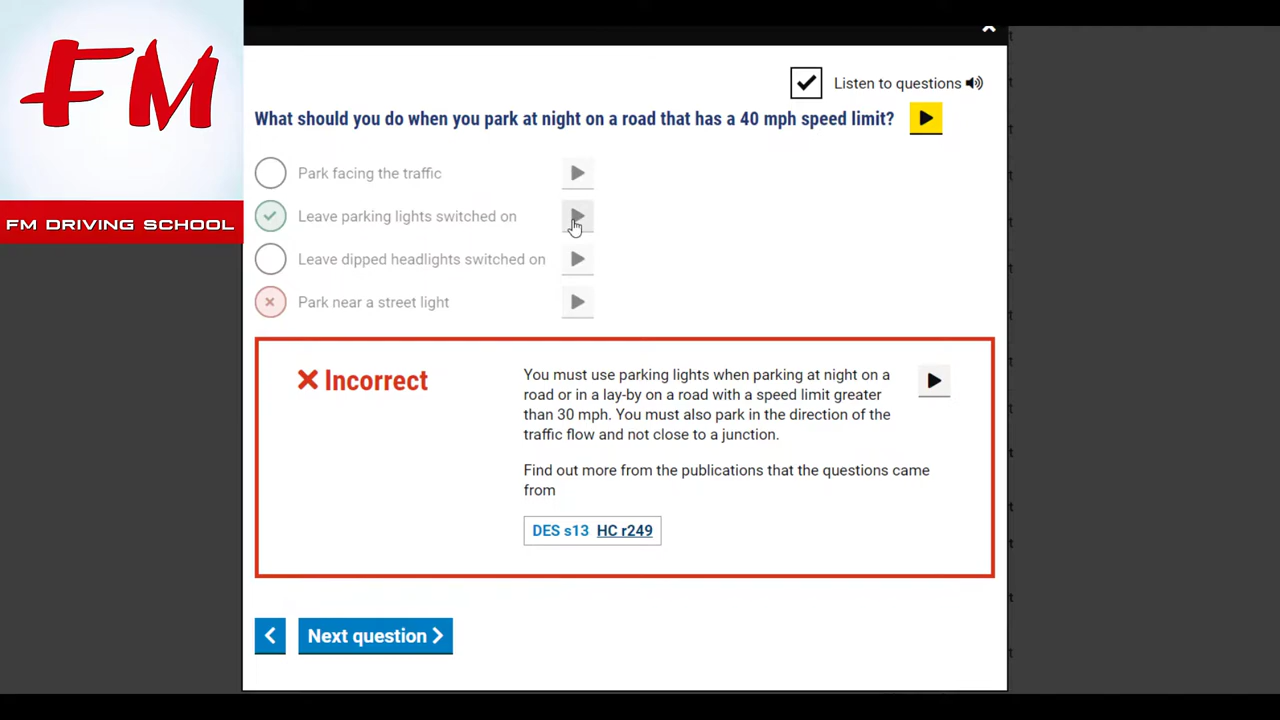 FM
FM DRIVING SCHOOL
Listen to questions
What should you do when you park at night on a road that has a 40 mph speed limit?
Park facing the traffic
Leave parking lights switched on
Leave dipped headlights switched on
Park near a street light
Incorrect
You must use parking lights when parking at night on a
road or in a lay-by on a road with a speed limit greater
than 30 mph. You must also park in the direction of the
traffic flow and not close to a junction.
Find out more from the publications that the questions came
from
DES s13 HC r249
Next question